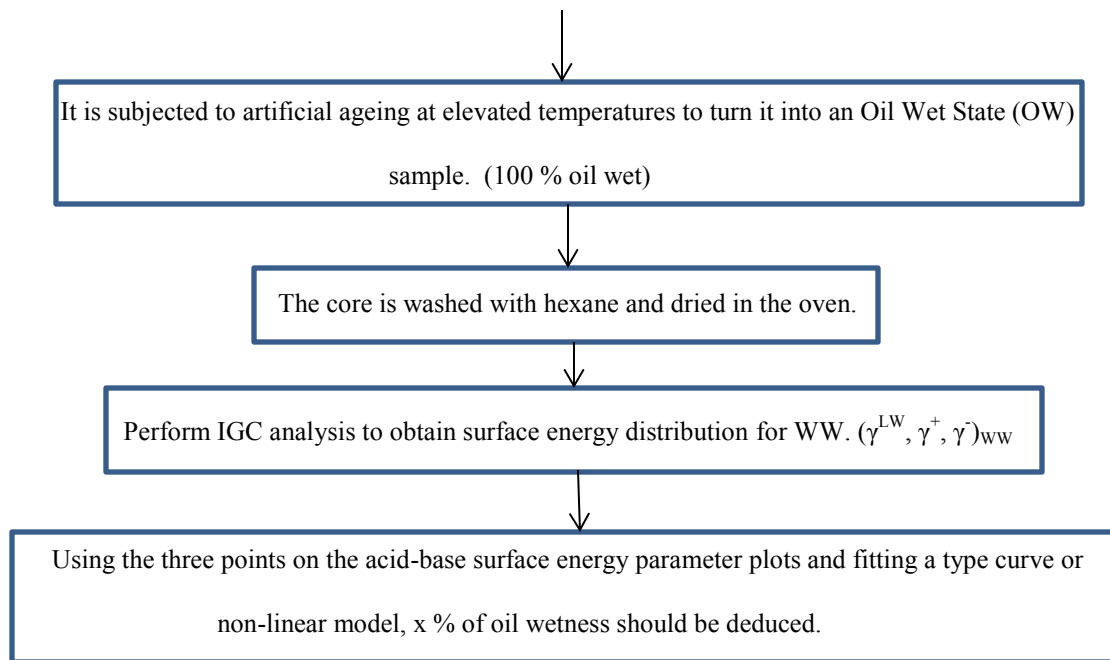 It is subjected to artificial ageing at elevated temperatures to turn it into an Oil Wet State (OW)
sample. (100 % oil wet)
The core is washed with hexane and dried in the oven.
Perform IGC analysis to obtain surface energy distribution for WW. (γ^LW, γ^+, γ^-)_WW
Using the three points on the acid-base surface energy parameter plots and fitting a type curve or
non-linear model, x % of oil wetness should be deduced.